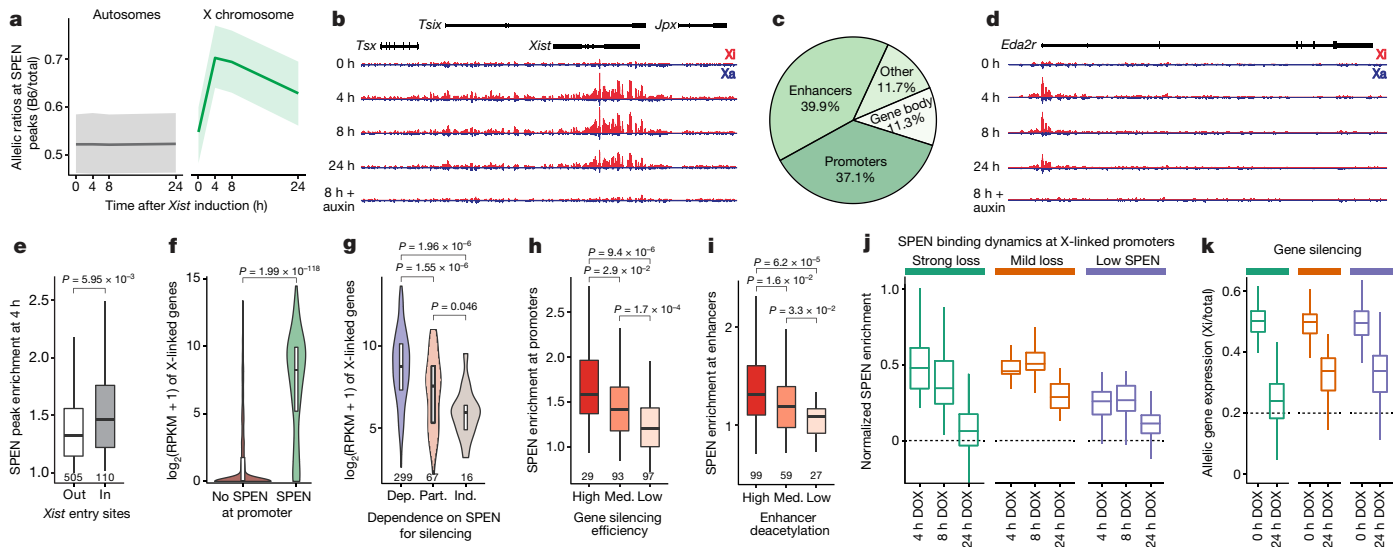 a
Autosomes
X chromosome
Allelic ratios at SPEN
peaks (B6/total)
0.7
0.6
0.5
0 4 8 24
0 4 8 24
Time after Xist induction (h)
b
Tsix
Jpx
Tsx
Xist
0 h
Xi
Xa
4 h
8 h
24 h
8 h +
auxin
c
Enhancers
39.9%
Other
11.7%
Gene body
11.3%
Promoters
37.1%
d
Eda2r
0 h
Xi
Xa
4 h
8 h
24 h
8 h +
auxin
e
SPEN peak enrichment at 4 h
P = 5.95 × 10⁻³
2.5
2.0
1.5
1.0
505 110
Out In
Xist entry sites
f
log₂(RPKM + 1) of X-linked genes
P = 1.99 × 10⁻¹¹⁸
15
10
5
0
No SPEN SPEN
at promoter
g
log₂(RPKM + 1) of X-linked genes
P = 1.96 × 10⁻⁶
P = 1.55 × 10⁻⁶
P = 0.046
10
5
299 67 16
Dep. Part. Ind.
Dependence on SPEN
for silencing
h
SPEN enrichment at promoters
P = 9.4 × 10⁻⁶
P = 2.9 × 10⁻²
P = 1.7 × 10⁻⁴
2.5
2.0
1.5
1.0
29 93 97
High Med. Low
Gene silencing
efficiency
i
SPEN enrichment at enhancers
P = 6.2 × 10⁻⁵
P = 1.6 × 10⁻²
P = 3.3 × 10⁻²
2
1
99 59 27
High Med. Low
Enhancer
deacetylation
j
SPEN binding dynamics at X-linked promoters
Strong loss
Mild loss
Low SPEN
Normalized SPEN enrichment
1.0
0.5
0
4 h DOX
8 h DOX
24 h DOX
4 h DOX
8 h DOX
24 h DOX
4 h DOX
8 h DOX
24 h DOX
k
Gene silencing
Allelic gene expression (Xi/total)
0.6
0.4
0.2
0
0 h DOX
24 h DOX
0 h DOX
24 h DOX
0 h DOX
24 h DOX